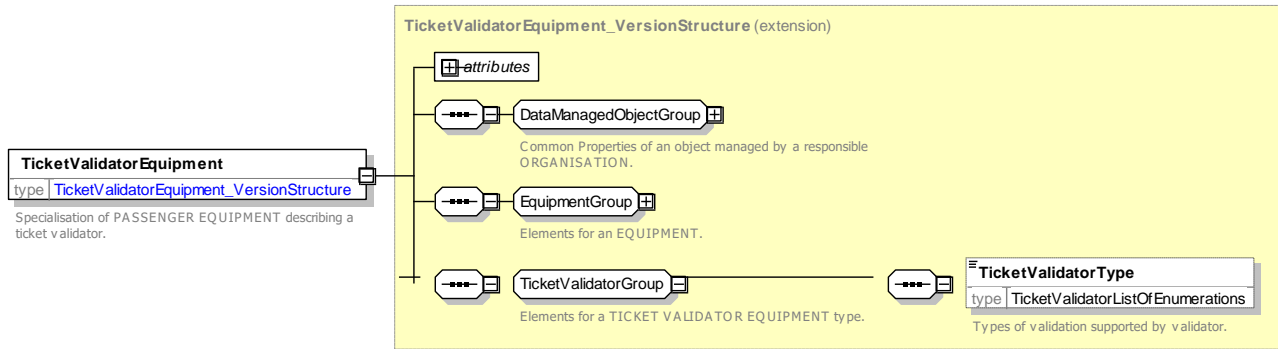 TicketValidatorEquipment_VersionStructure (extension)
attributes
DataManagedObjectGroup
Common Properties of an object managed by a responsible
ORGANISATION.
TicketValidatorEquipment
type TicketValidatorEquipment_VersionStructure
Specialisation of PASSENGER EQUIPMENT describing a
ticket validator.
EquipmentGroup
Elements for an EQUIPMENT.
TicketValidatorGroup
Elements for a TICKET VALIDATOR EQUIPMENT type.
TicketValidatorType
type TicketValidatorListOfEnumerations
Types of validation supported by validator.